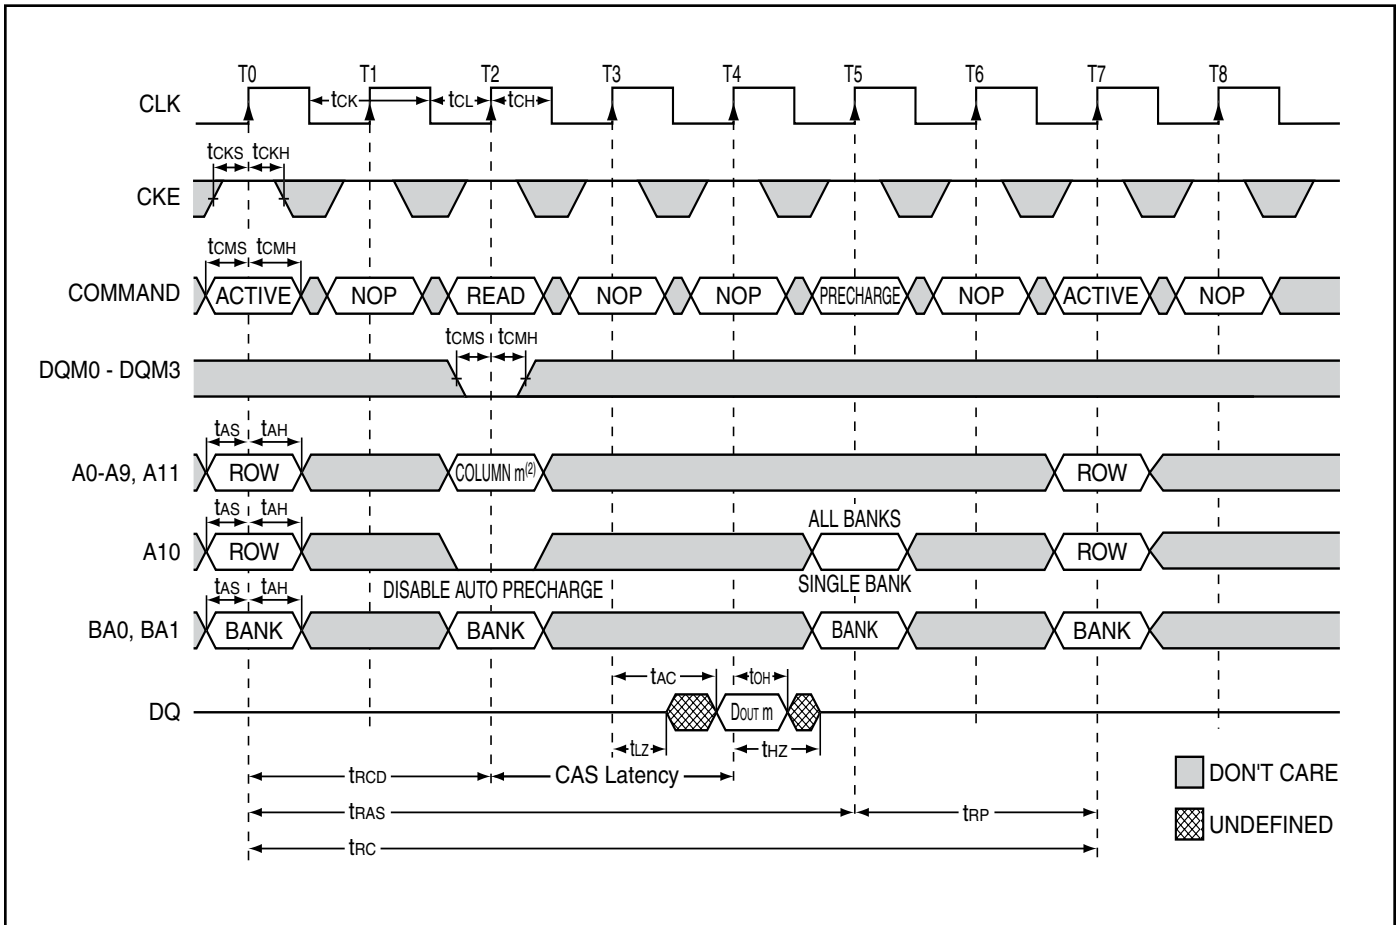 T0 T1 T2 T3 T4 T5 T6 T7 T8
CLK tCK tCL tCH
tCKS tCKH
CKE
tCMS tCMH
COMMAND ACTIVE NOP READ NOP NOP PRECHARGE NOP ACTIVE NOP
tCMS tCMH
DQM0 - DQM3
tAS tAH
A0-A9, A11 ROW COLUMN m(2) ROW
tAS tAH ALL BANKS
A10 ROW ROW
DISABLE AUTO PRECHARGE SINGLE BANK
tAS tAH
BA0, BA1 BANK BANK BANK BANK
tAC tOH
DQ DOUT m
tLZ tHZ
tRCD CAS Latency DON'T CARE
tRAS tRP
UNDEFINED
tRC